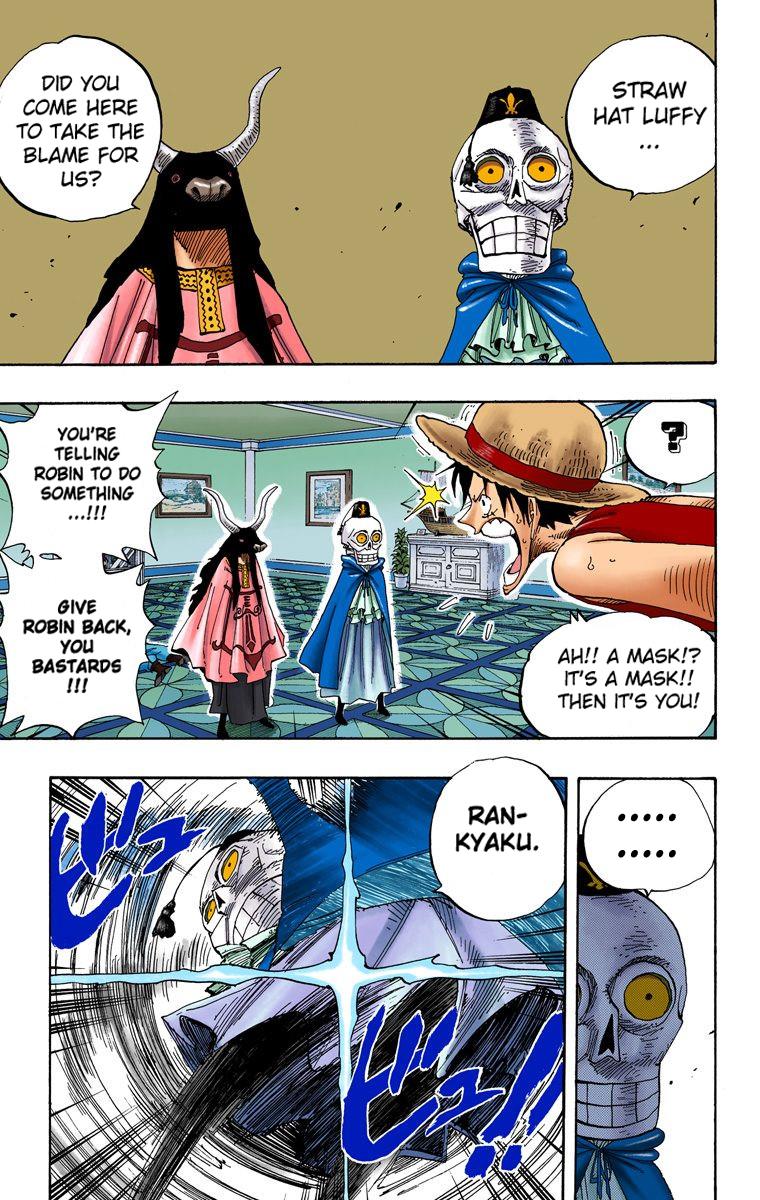 STRAW
HAT LUFFY
...
DID YOU
COME HERE
TO TAKE THE
BLAME FOR
US?
?
AH!! A MASK!?
IT'S A MASK!!
THEN IT'S YOU!
YOU'RE
TELLING
ROBIN TO DO
SOMETHING
...!!!
GIVE
ROBIN BACK,
YOU
BASTARDS
!!!
.....
.....
RAN-
KYAKU.
ビュ
ビュ!!